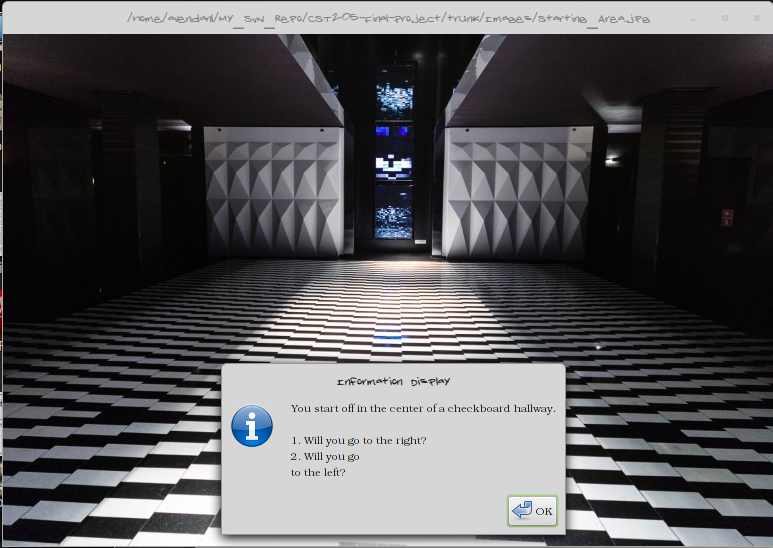 /home/avendan1/My_SVN_Repo/CST205-Final-Project/trunk/Images/Starting_Area.jpg
Information Display
You start off in the center of a checkboard hallway.
1. Will you go to the right?
2. Will you go
to the left?
OK